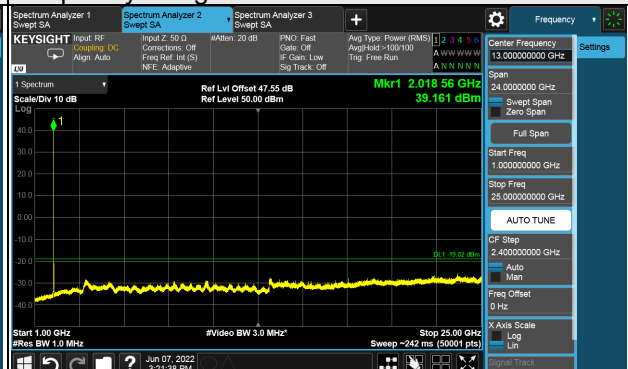 Spectrum Analyzer 1
Swept SA
Spectrum Analyzer 2
Swept SA
Spectrum Analyzer 3
Swept SA
Frequency
KEYSIGHT
Input: RF
Coupling: DC
Align: Auto
Input Z: 50 Ω
Corrections: Off
Freq Ref: Int (S)
NFE: Adaptive
#Atten: 20 dB
PNO: Fast
Gate: Off
IF Gain: Low
Sig Track: Off
Avg Type: Power (RMS)
Avg|Hold:>100/100
Trig: Free Run
1 2 3 4 5 6
A W W W W W
A N N N N N
LXI
1 Spectrum
Scale/Div 10 dB
Log
Ref Lvl Offset 47.55 dB
Ref Level 50.00 dBm
Mkr1 2.018 56 GHz
39.161 dBm
1
40.0
30.0
20.0
10.0
0.00
-10.0
-20.0
-30.0
-40.0
DL1 -19.02 dBm
Start 1.00 GHz
#Res BW 1.0 MHz
#Video BW 3.0 MHz*
Stop 25.00 GHz
Sweep ~242 ms (50001 pts)
Jun 07, 2022
3:21:38 PM
Center Frequency
13.000000000 GHz
Settings
Span
24.0000000 GHz
Swept Span
Zero Span
Full Span
Start Freq
1.000000000 GHz
Stop Freq
25.000000000 GHz
AUTO TUNE
CF Step
2.400000000 GHz
Auto
Man
Freq Offset
0 Hz
X Axis Scale
Log
Lin
Signal Track